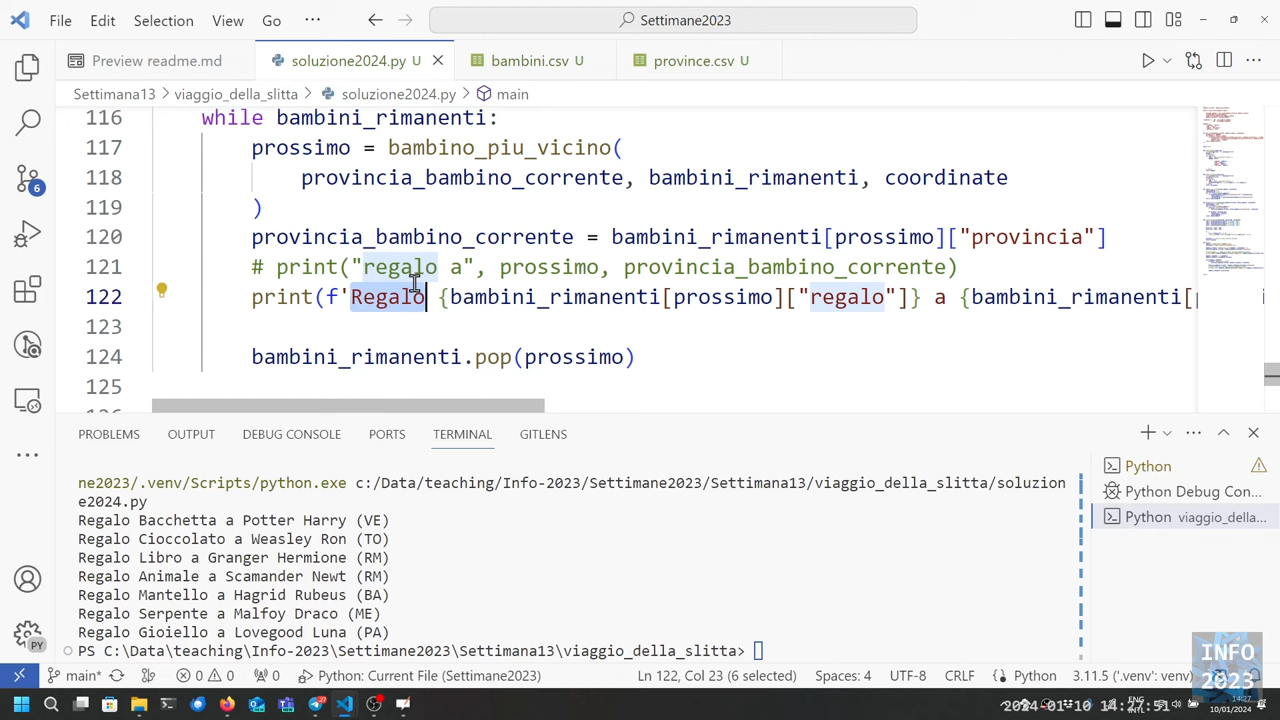 File Edit Selection View Go ··· Settimane2023
Preview readme.md soluzione2024.py U bambini.csv U province.csv U
Settimana13 > viaggio_della_slitta > soluzione2024.py > main
116 while bambini_rimanenti:
117 prossimo = bambino_piu_vicino(
118 provincia_bambino_corrente, bambini_rimanenti, coordinate
119 )
120 provincia_bambino_corrente = bambini_rimanenti[prossimo]["provincia"]
121 # print("regalo a", prossimo, provincia_bambino_corrente
122 print(f'Regalo {bambini_rimanenti[prossimo]["regalo"]} a {bambini_rimanenti[
123
124 bambini_rimanenti.pop(prossimo)
125
PROBLEMS OUTPUT DEBUG CONSOLE PORTS TERMINAL GITLENS
ne2023/.venv/Scripts/python.exe c:/Data/teaching/Info-2023/Settimane2023/Settimana13/viaggio_della_slitta/soluzion
e2024.py
Regalo Bacchetta a Potter Harry (VE)
Regalo Cioccolato a Weasley Ron (TO)
Regalo Libro a Granger Hermione (RM)
Regalo Animale a Scamander Newt (RM)
Regalo Mantello a Hagrid Rubeus (BA)
Regalo Serpente a Malfoy Draco (ME)
Regalo Gioiello a Lovegood Luna (PA)
PS C:\Data\teaching\Info-2023\Settimane2023\Settimana13\viaggio_della_slitta>
Python
Python Debug Con...
Python viaggio_della...
6
PY
INFO
2023
main* 0 0 0 Python: Current File (Settimane2023) Ln 122, Col 23 (6 selected) Spaces: 4 UTF-8 CRLF Python 3.11.5 ('.venv': venv)
ENG
14:27
10/01/2024